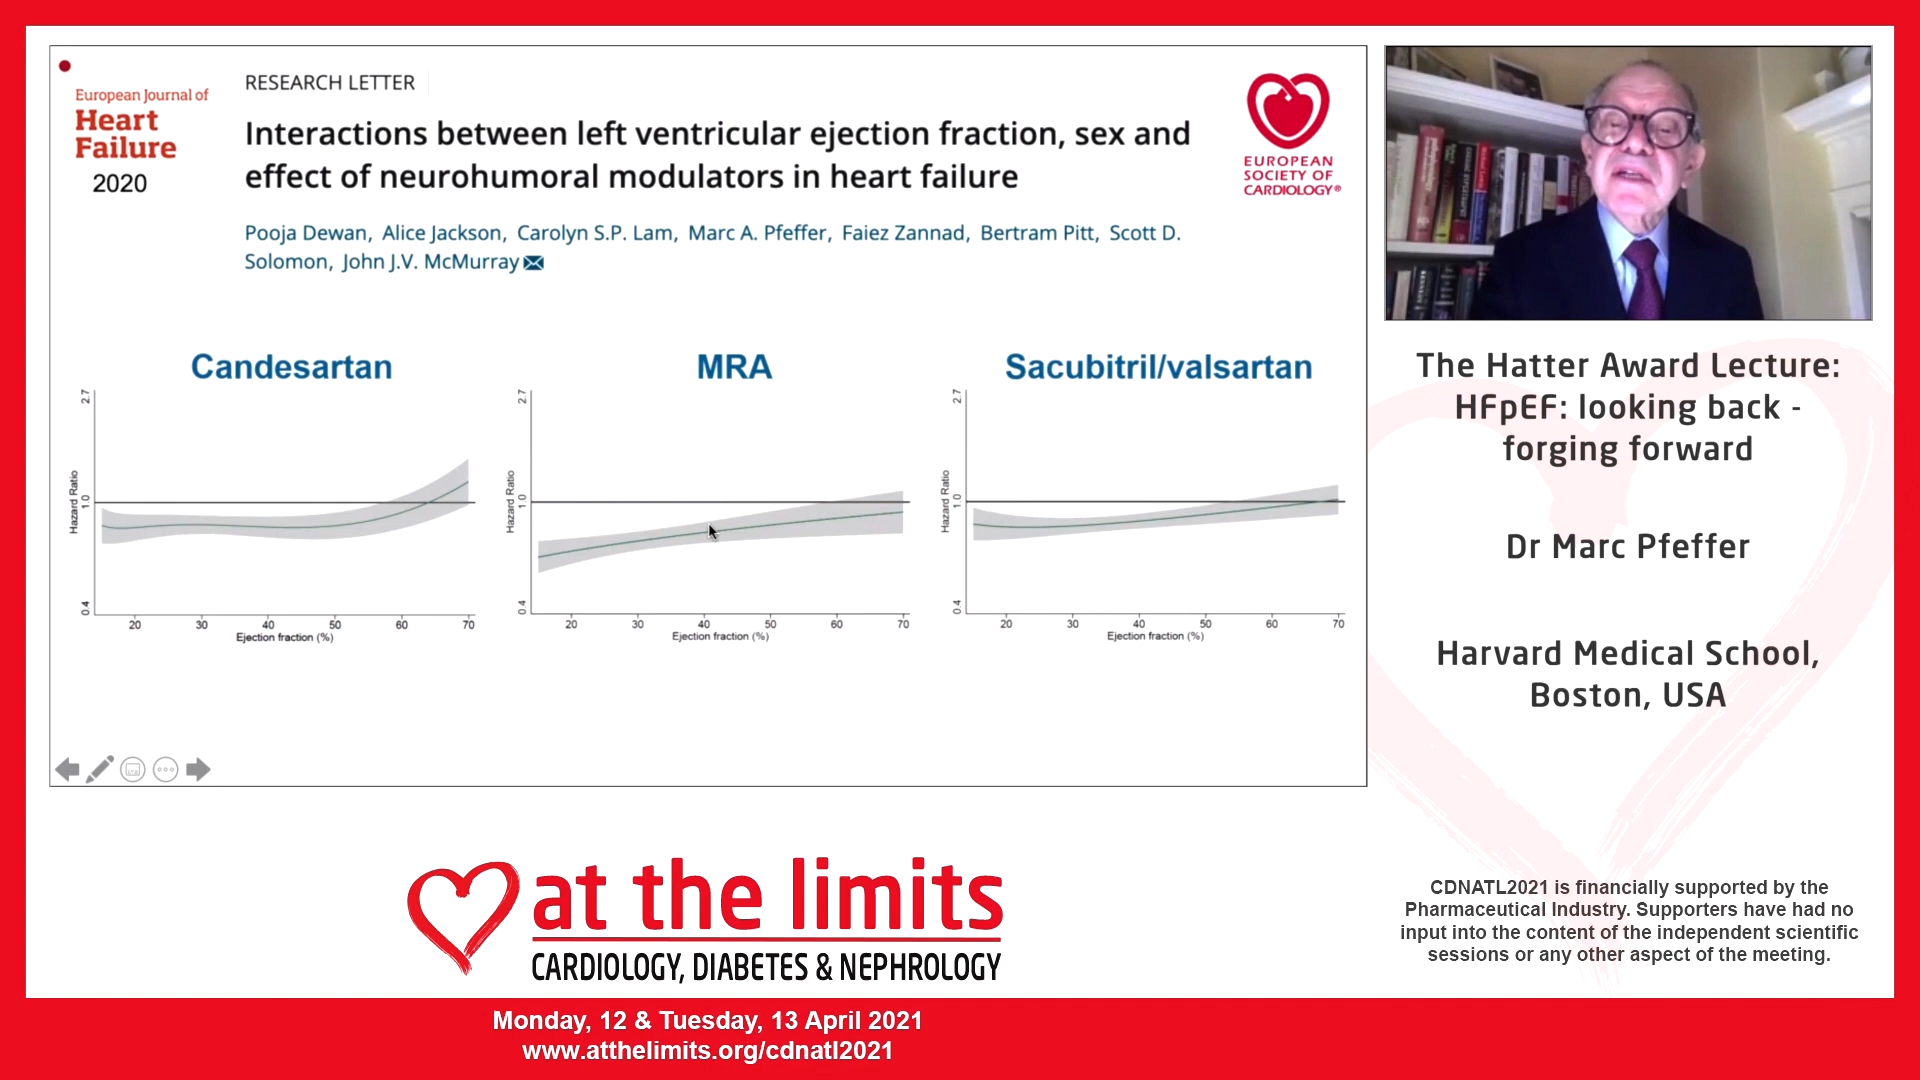 RESEARCH LETTER
European Journal of
Heart
Failure
2020
Interactions between left ventricular ejection fraction, sex and
effect of neurohumoral modulators in heart failure
Pooja Dewan, Alice Jackson, Carolyn S.P. Lam, Marc A. Pfeffer, Faiez Zannad, Bertram Pitt, Scott D.
Solomon, John J.V. McMurray
EUROPEAN
SOCIETY OF
CARDIOLOGY®
Candesartan
2.7
1.0
0.4
Hazard Ratio
20 30 40 50 60 70
Ejection fraction (%)
MRA
2.7
1.0
0.4
Hazard Ratio
20 30 40 50 60 70
Ejection fraction (%)
Sacubitril/valsartan
2.7
1.0
0.4
Hazard Ratio
20 30 40 50 60 70
Ejection fraction (%)
The Hatter Award Lecture:
HFpEF: looking back -
forging forward
Dr Marc Pfeffer
Harvard Medical School,
Boston, USA
CDNATL2021 is financially supported by the
Pharmaceutical Industry. Supporters have had no
input into the content of the independent scientific
sessions or any other aspect of the meeting.
at the limits
CARDIOLOGY, DIABETES & NEPHROLOGY
Monday, 12 & Tuesday, 13 April 2021
www.atthelimits.org/cdnatl2021